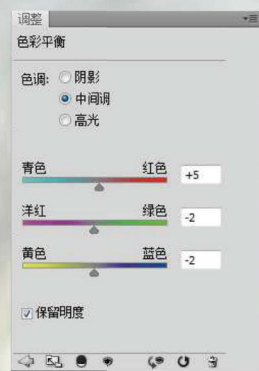 调整
色彩平衡
色调: 阴影
中间调
高光
青色 红色 +5
洋红 绿色 -2
黄色 蓝色 -2
保留明度